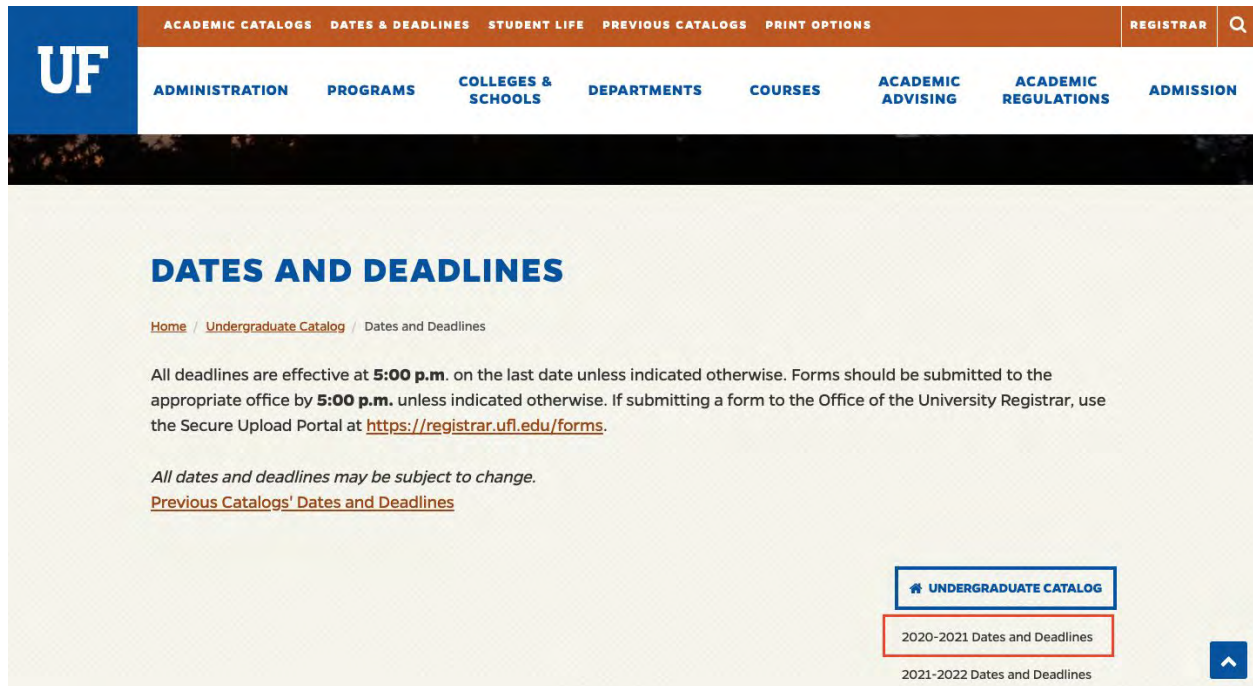 ACADEMIC CATALOGS DATES & DEADLINES STUDENT LIFE PREVIOUS CATALOGS PRINT OPTIONS REGISTRAR
UF
ADMINISTRATION PROGRAMS COLLEGES & SCHOOLS DEPARTMENTS COURSES ACADEMIC ADVISING ACADEMIC REGULATIONS ADMISSION
DATES AND DEADLINES
Home / Undergraduate Catalog / Dates and Deadlines
All deadlines are effective at 5:00 p.m. on the last date unless indicated otherwise. Forms should be submitted to the
appropriate office by 5:00 p.m. unless indicated otherwise. If submitting a form to the Office of the University Registrar, use
the Secure Upload Portal at https://registrar.ufl.edu/forms.
All dates and deadlines may be subject to change.
Previous Catalogs' Dates and Deadlines
UNDERGRADUATE CATALOG
2020-2021 Dates and Deadlines
2021-2022 Dates and Deadlines